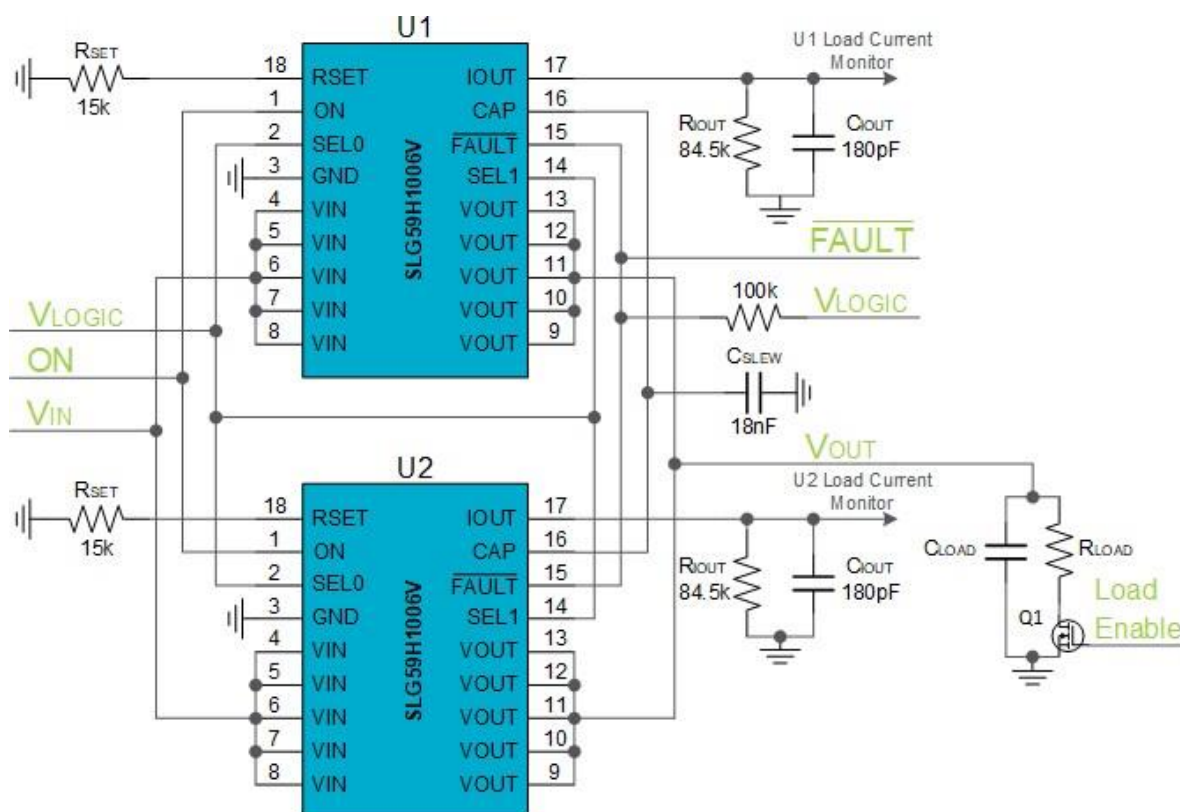 U1
RSET
15k
18 RSET
1 ON
2 SEL0
3 GND
4 VIN
5 VIN
6 VIN
7 VIN
8 VIN
SLG59H1006V
IOUT 17
CAP 16
FAULT 15
SEL1 14
VOUT 13
VOUT 12
VOUT 11
VOUT 10
VOUT 9
U1 Load Current
Monitor
RIOUT
84.5k
CIOUT
180pF
FAULT
100k
VLOGIC
CSLEW
18nF
VOUT
VLOGIC
ON
VIN
U2
RSET
15k
18 RSET
1 ON
2 SEL0
3 GND
4 VIN
5 VIN
6 VIN
7 VIN
8 VIN
SLG59H1006V
IOUT 17
CAP 16
FAULT 15
SEL1 14
VOUT 13
VOUT 12
VOUT 11
VOUT 10
VOUT 9
U2 Load Current
Monitor
RIOUT
84.5k
CIOUT
180pF
CLOAD
RLOAD
Q1
Load
Enable